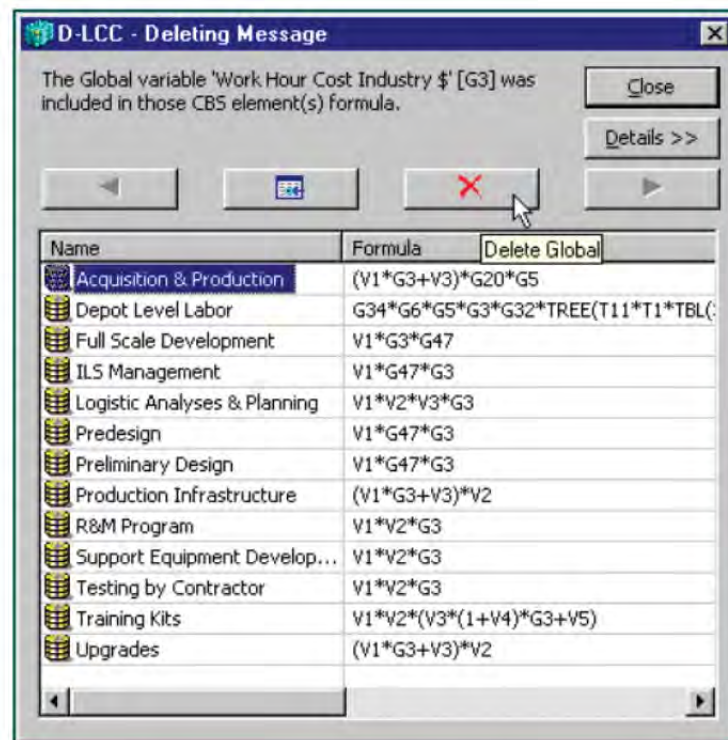 D-LCC - Deleting Message
The Global variable 'Work Hour Cost Industry $' [G3] was
included in those CBS element(s) formula.
Close
Details >>
Name Formula
Delete Global
Acquisition & Production (V1*G3+V3)*G20*G5
Depot Level Labor G34*G6*G5*G3*G32*TREE(T11*T1*TBL(
Full Scale Development V1*G3*G47
ILS Management V1*G47*G3
Logistic Analyses & Planning V1*V2*V3*G3
Predesign V1*G47*G3
Preliminary Design V1*G47*G3
Production Infrastructure (V1*G3+V3)*V2
R&M Program V1*V2*G3
Support Equipment Develop... V1*V2*G3
Testing by Contractor V1*V2*G3
Training Kits V1*V2*(V3*(1+V4)*G3+V5)
Upgrades (V1*G3+V3)*V2